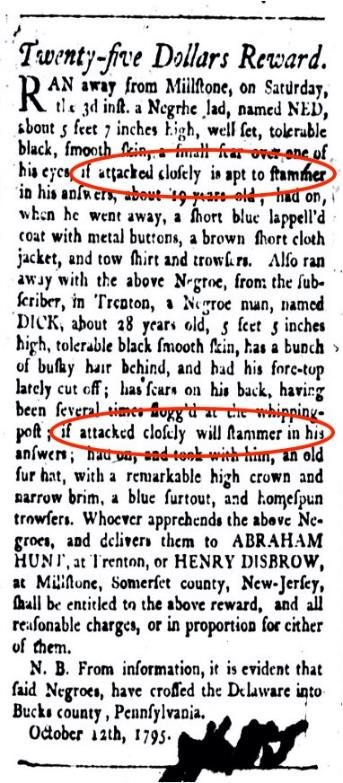 Twenty-five Dollars Reward.
RAN away from Millstone, on Saturday,
the 3d inst. a Negrhe lad, named NED,
about 5 feet 7 inches high, well set, tolerable
black, smooth ſkin, a ſmall ſcar over one of
his eyes, if attacked cloſely is apt to ſtammer
in his anſwers, about 19 years old; had on,
when he went away, a ſhort blue lappell'd
coat with metal buttons, a brown ſhort cloth
jacket, and tow ſhirt and trowſers. Alſo ran
away with the above Negroe, from the ſub-
ſcriber, in Trenton, a Negroe man, named
DICK, about 28 years old, 5 feet 5 inches
high, tolerable black ſmooth ſkin, has a bunch
of buſhy hair behind, and had his fore-top
lately cut off; has ſcars on his back, having
been ſeveral times flogg'd at the whipping-
poſt; if attacked cloſely will ſtammer in his
anſwers; had on, and took with him, an old
fur hat, with a remarkable high crown and
narrow brim, a blue ſurtout, and homeſpun
trowſers. Whoever apprehends the above Ne-
groes, and delivers them to ABRAHAM
HUNT, at Trenton, or HENRY DISBROW,
at Millſtone, Somerſet county, New-Jerſey,
ſhall be entitled to the above reward, and all
reaſonable charges, or in proportion for either
of them.
N. B. From information, it is evident that
ſaid Negroes, have croſſed the Delaware into
Bucks county, Pennſylvania.
October 12th, 1795.